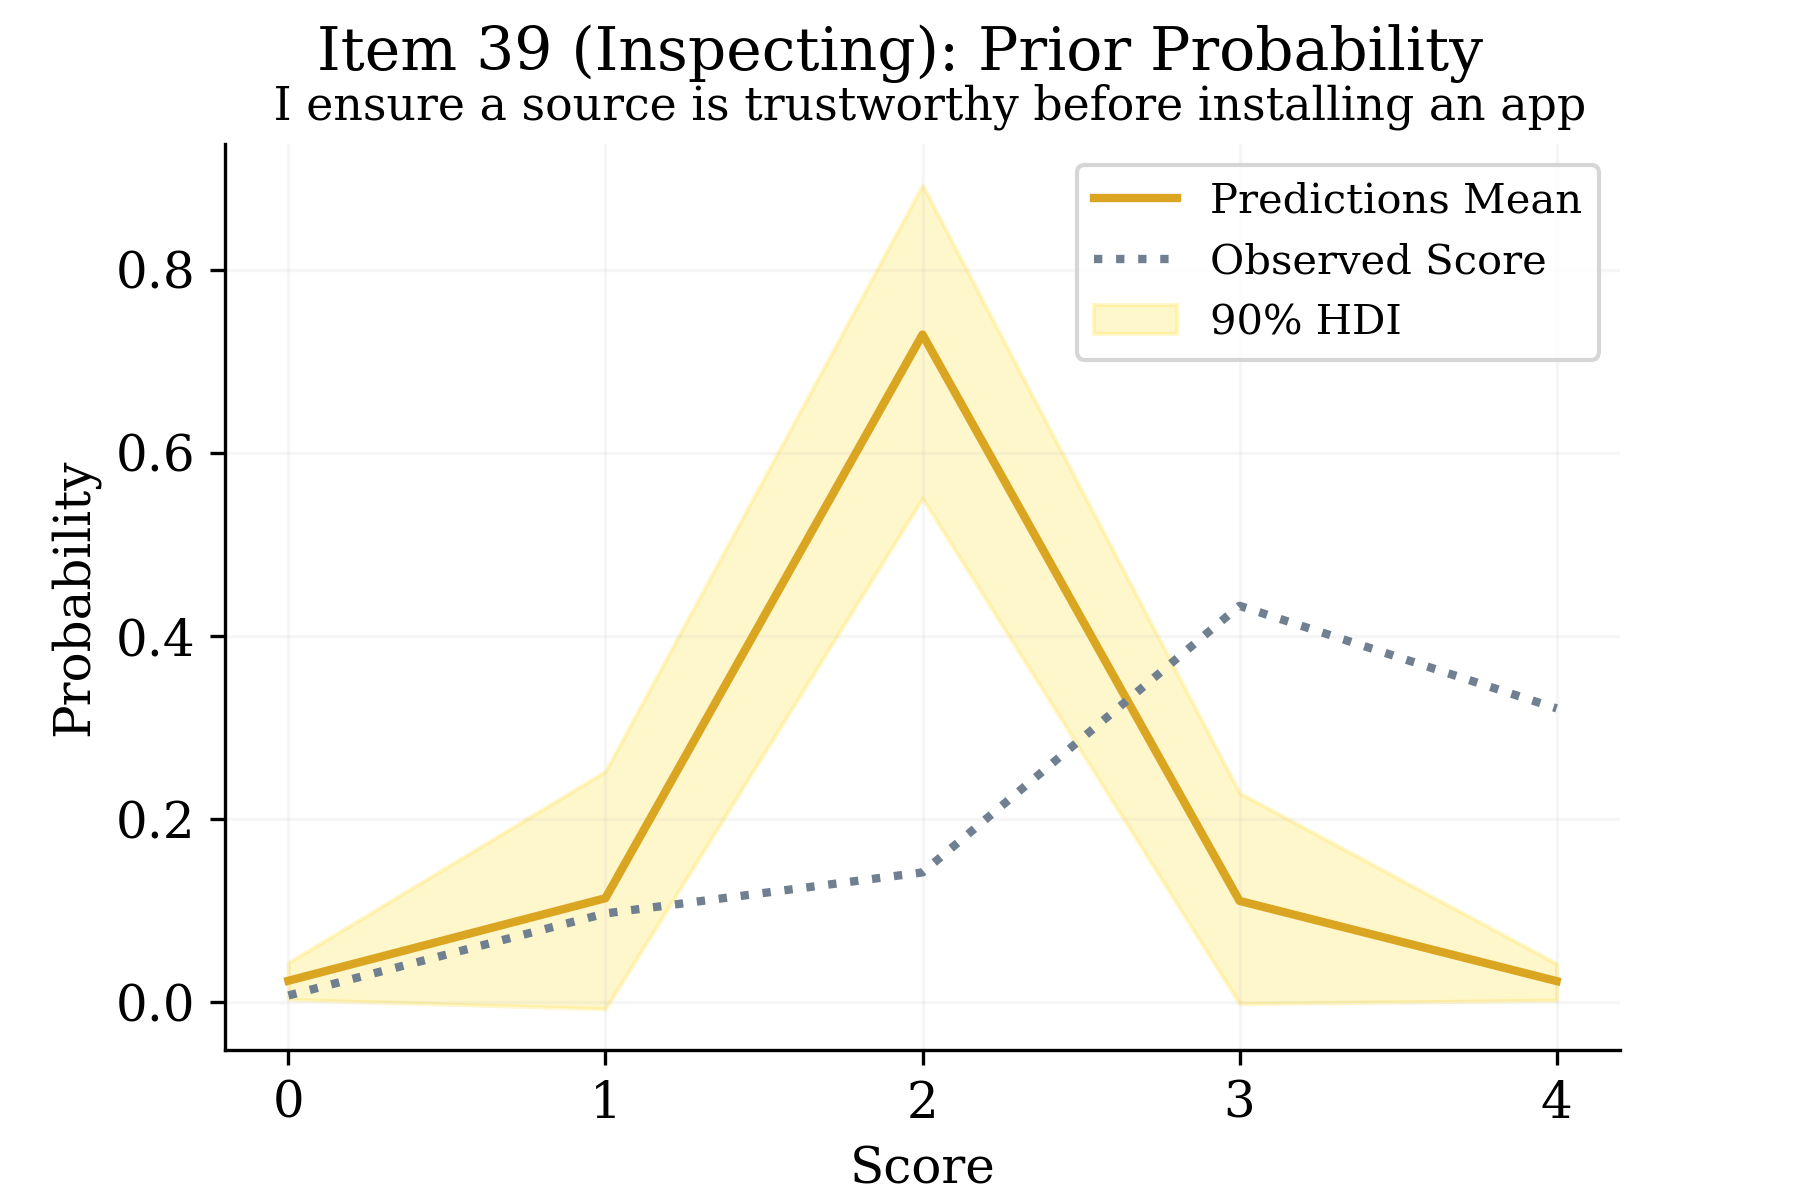 Item 39 (Inspecting): Prior Probability
I ensure a source is trustworthy before installing an app
Predictions Mean
Observed Score
90% HDI
Probability
0.8
0.6
0.4
0.2
0.0
0 1 2 3 4
Score